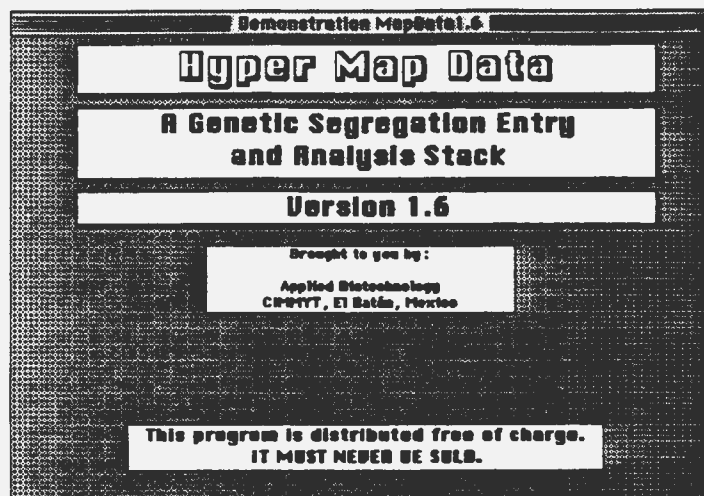 Demonstration MapData1.6
Hyper Map Data
A Genetic Segregation Entry
and Analysis Stack
Version 1.6
Brought to you by:
Applied Biotechnology
CIMMYT, El Batán, Mexico
This program is distributed free of charge.
IT MUST NEVER BE SOLD.